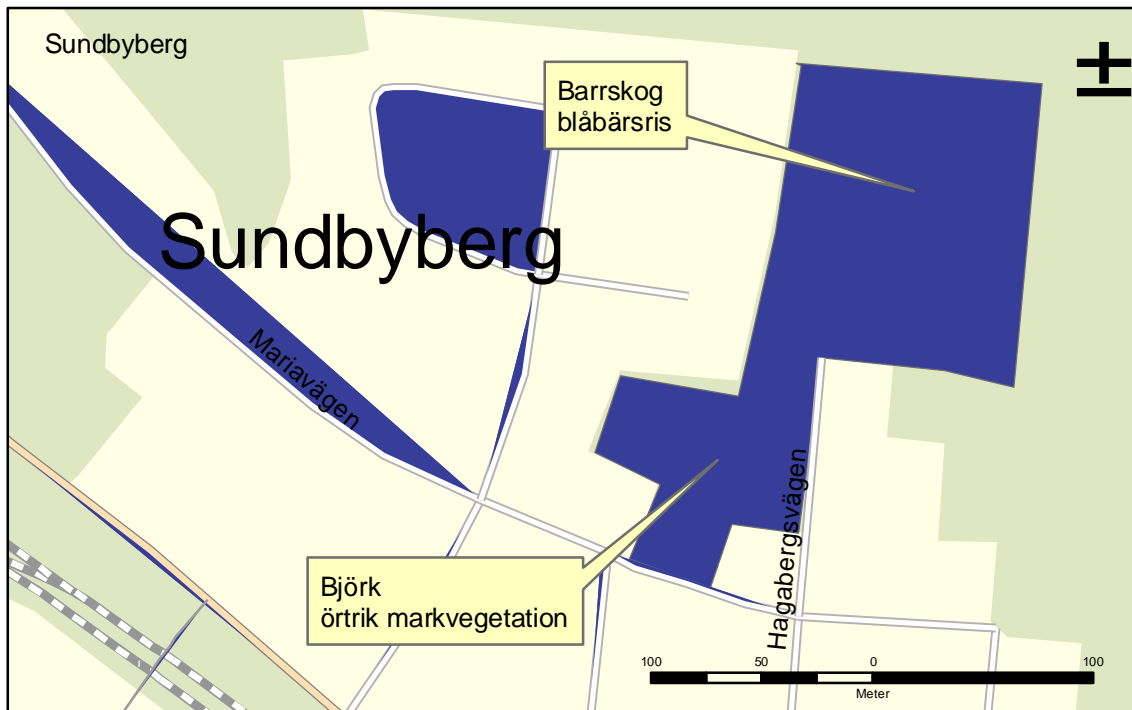 Sundbyberg
Barrskog
blåbärsris
Sundbyberg
Mariavägen
Hagabergsvägen
Björk
örtrik markvegetation
100 50 0 100
Meter